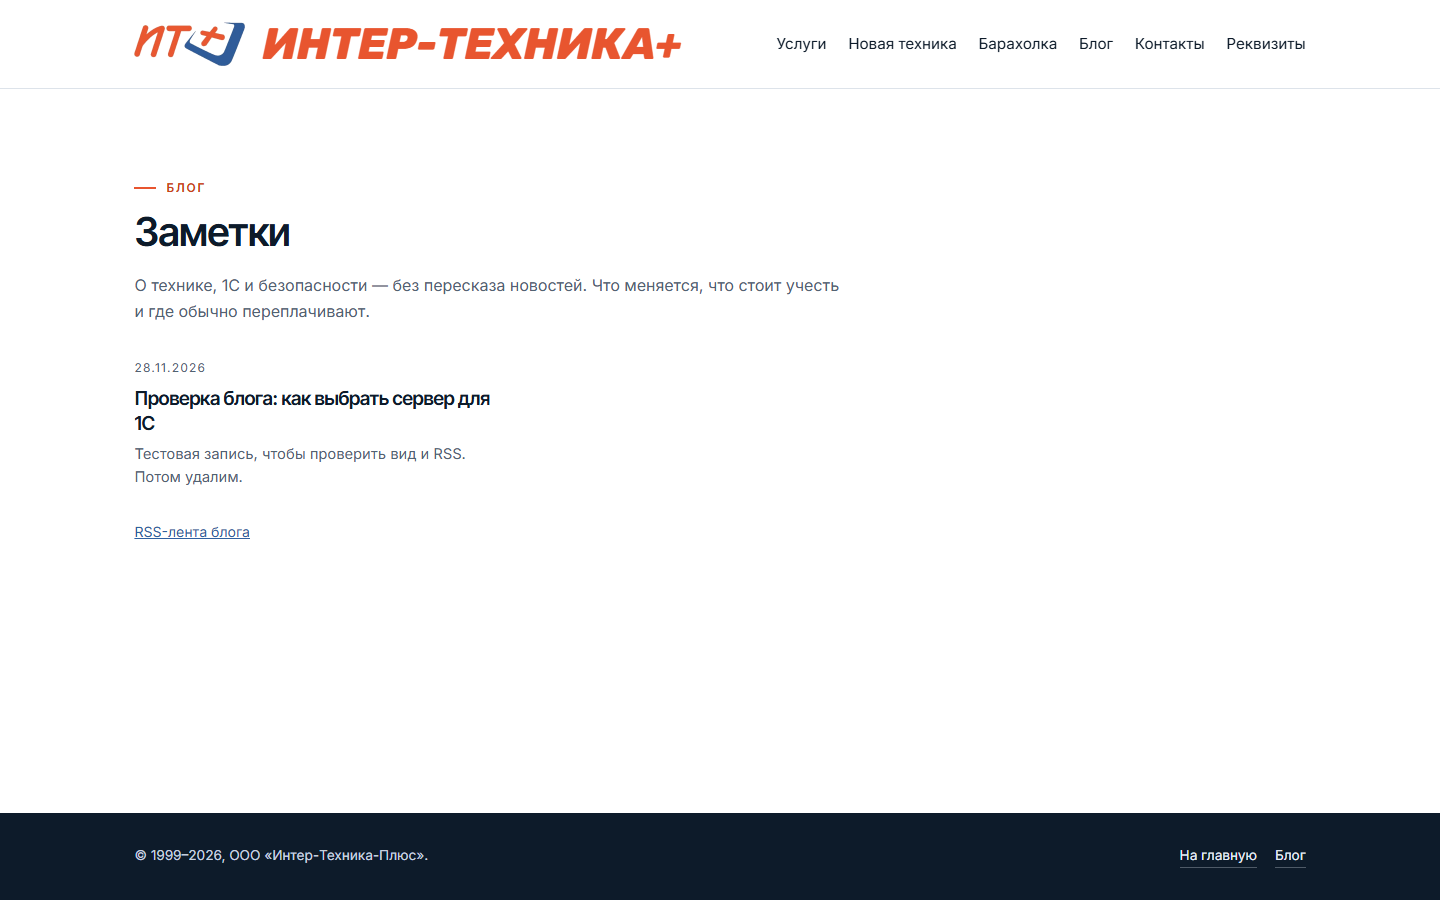 ИТ+ ИНТЕР-ТЕХНИКА+
Услуги Новая техника Барахолка Блог Контакты Реквизиты
БЛОГ
Заметки
О технике, 1С и безопасности — без пересказа новостей. Что меняется, что стоит учесть
и где обычно переплачивают.
28.11.2026
Проверка блога: как выбрать сервер для
1С
Тестовая запись, чтобы проверить вид и RSS.
Потом удалим.
RSS-лента блога
© 1999–2026, ООО «Интер-Техника-Плюс».
На главную Блог